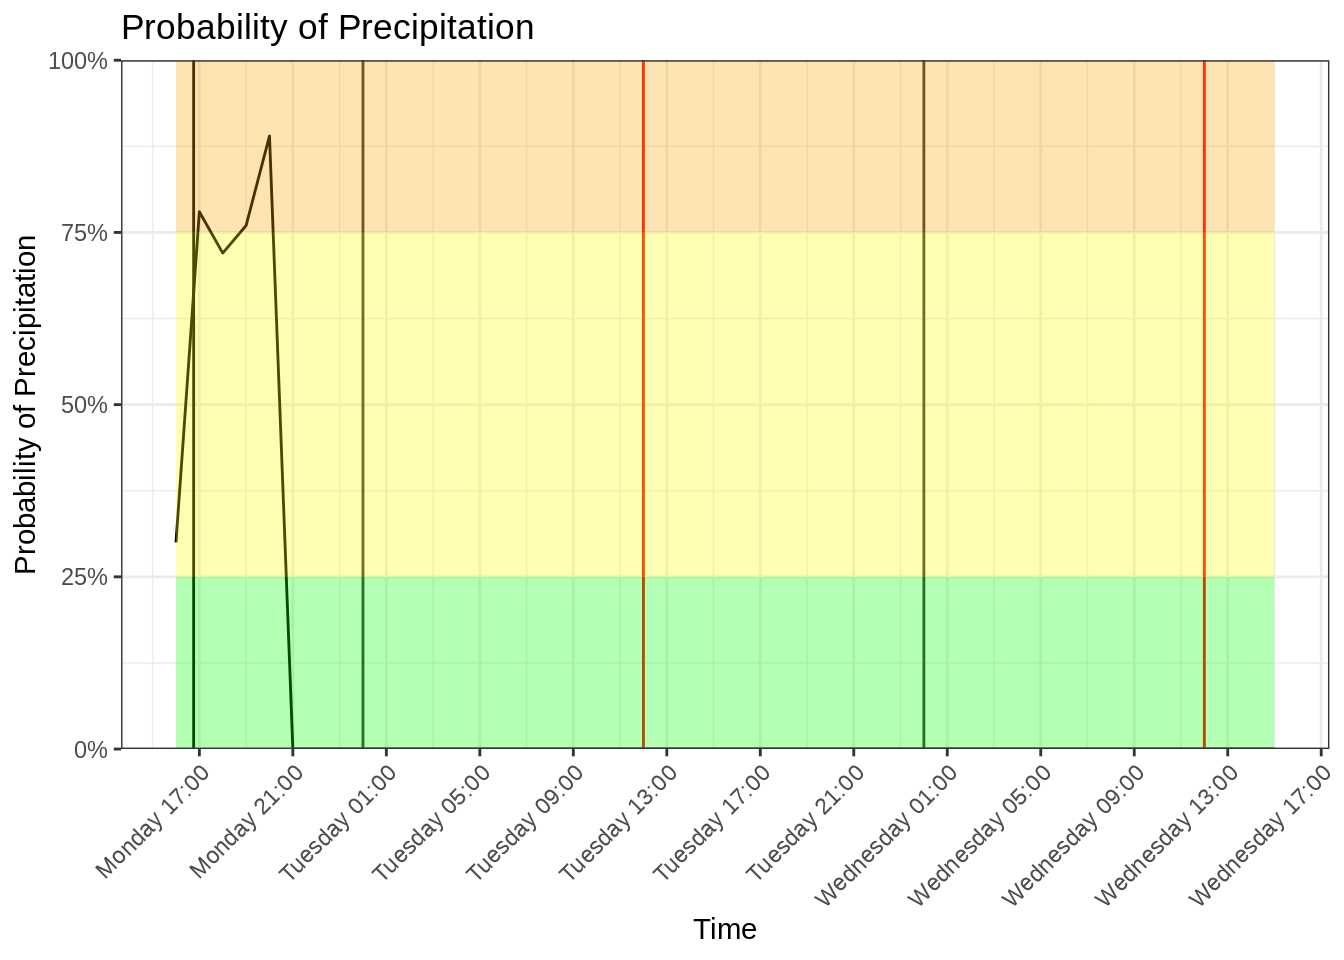 Probability of Precipitation
Probability of Precipitation
100%
75%
50%
25%
0%
Monday 17:00
Monday 21:00
Tuesday 01:00
Tuesday 05:00
Tuesday 09:00
Tuesday 13:00
Tuesday 17:00
Tuesday 21:00
Wednesday 01:00
Wednesday 05:00
Wednesday 09:00
Wednesday 13:00
Wednesday 17:00
Time